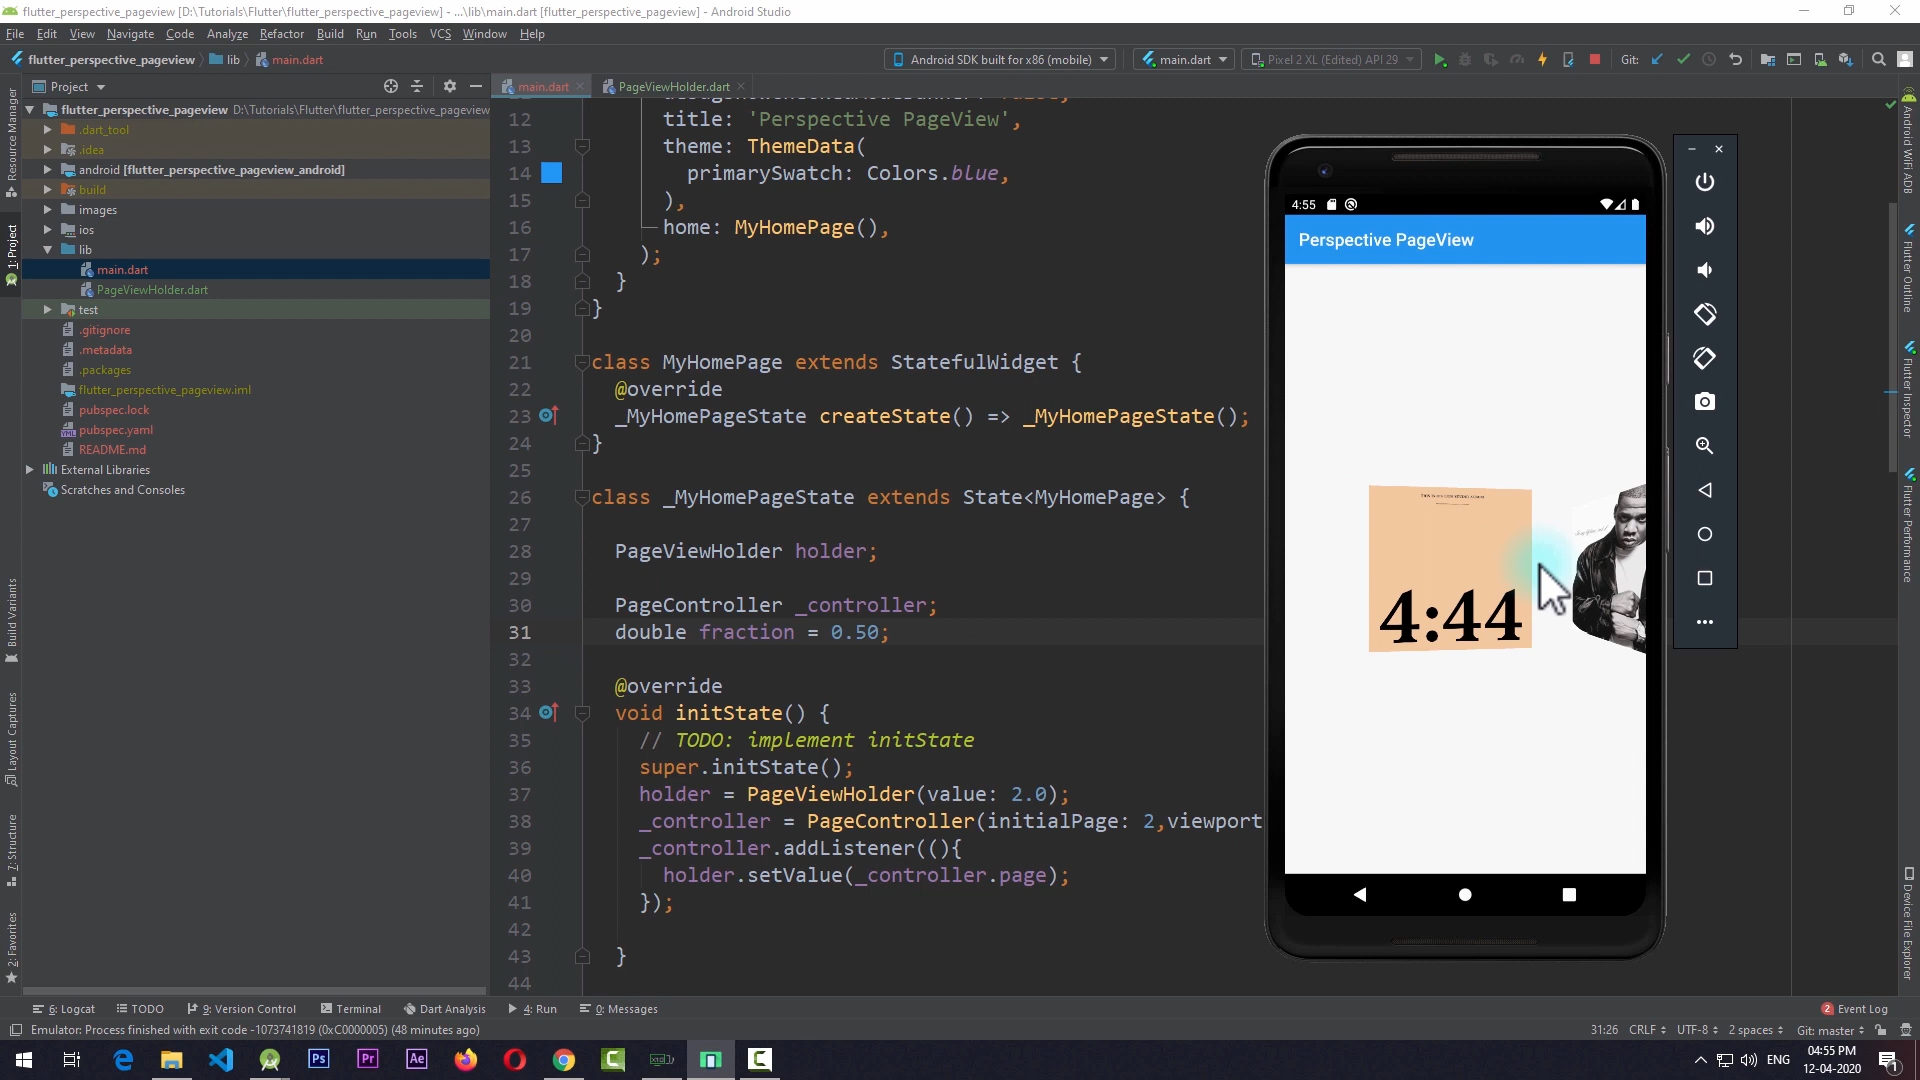 flutter_perspective_pageview [D:\Tutorials\Flutter\flutter_perspective_pageview] - ...\lib\main.dart [flutter_perspective_pageview] - Android Studio
File Edit View Navigate Code Analyze Refactor Build Run Tools VCS Window Help
flutter_perspective_pageview lib main.dart
Android SDK built for x86 (mobile) main.dart Pixel 2 XL (Edited) API 29 Git:
Project
main.dart PageViewHolder.dart
flutter_perspective_pageview D:\Tutorials\Flutter\flutter_perspective_pageview
.dart_tool
.idea
android [flutter_perspective_pageview_android]
build
images
ios
lib
main.dart
PageViewHolder.dart
test
.gitignore
.metadata
.packages
flutter_perspective_pageview.iml
pubspec.lock
pubspec.yaml
README.md
External Libraries
Scratches and Consoles
Resource Manager
1: Project
Build Variants
Layout Captures
7: Structure
2: Favorites
12 title: 'Perspective PageView',
13 theme: ThemeData(
14 primarySwatch: Colors.blue,
15 ),
16 home: MyHomePage(),
17 );
18 }
19 }
20
21 class MyHomePage extends StatefulWidget {
22 @override
23 _MyHomePageState createState() => _MyHomePageState();
24 }
25
26 class _MyHomePageState extends State<MyHomePage> {
27
28 PageViewHolder holder;
29
30 PageController _controller;
31 double fraction = 0.50;
32
33 @override
34 void initState() {
35 // TODO: implement initState
36 super.initState();
37 holder = PageViewHolder(value: 2.0);
38 _controller = PageController(initialPage: 2,viewport
39 _controller.addListener((){
40 holder.setValue(_controller.page);
41 });
42
43 }
44
4:55
Perspective PageView
4:44
Android WiFi ADB
Flutter Outline
Flutter Inspector
Flutter Performance
Device File Explorer
6: Logcat TODO 9: Version Control Terminal Dart Analysis 4: Run 0: Messages 2 Event Log
Emulator: Process finished with exit code -1073741819 (0xC0000005) (48 minutes ago) 31:26 CRLF UTF-8 2 spaces Git: master
Ps Pr Ae ENG 04:55 PM
12-04-2020 1